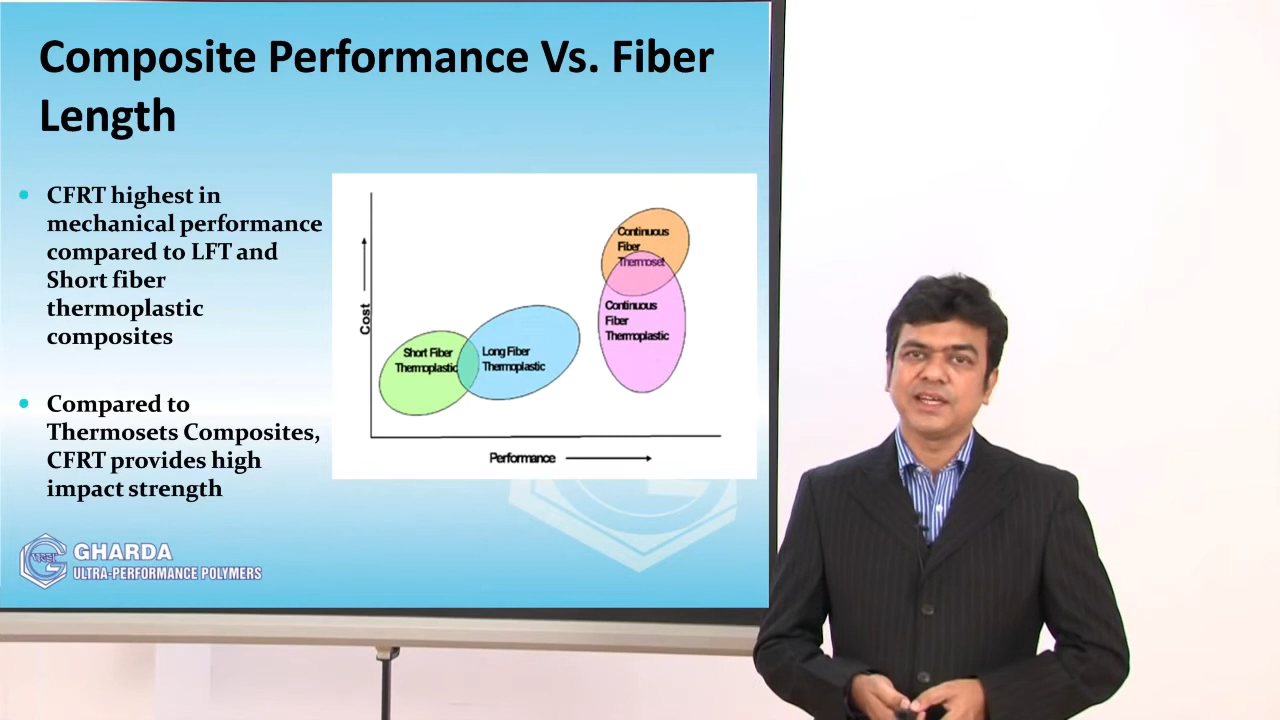 Composite Performance Vs. Fiber
Length
CFRT highest in
mechanical performance
compared to LFT and
Short fiber
thermoplastic
composites
Compared to
Thermosets Composites,
CFRT provides high
impact strength
Cost
Short Fiber
Thermoplastic
Long Fiber
Thermoplastic
Continuous
Fiber
Thermoset
Continuous
Fiber
Thermoplastic
Performance
GHARDA
ULTRA-PERFORMANCE POLYMERS